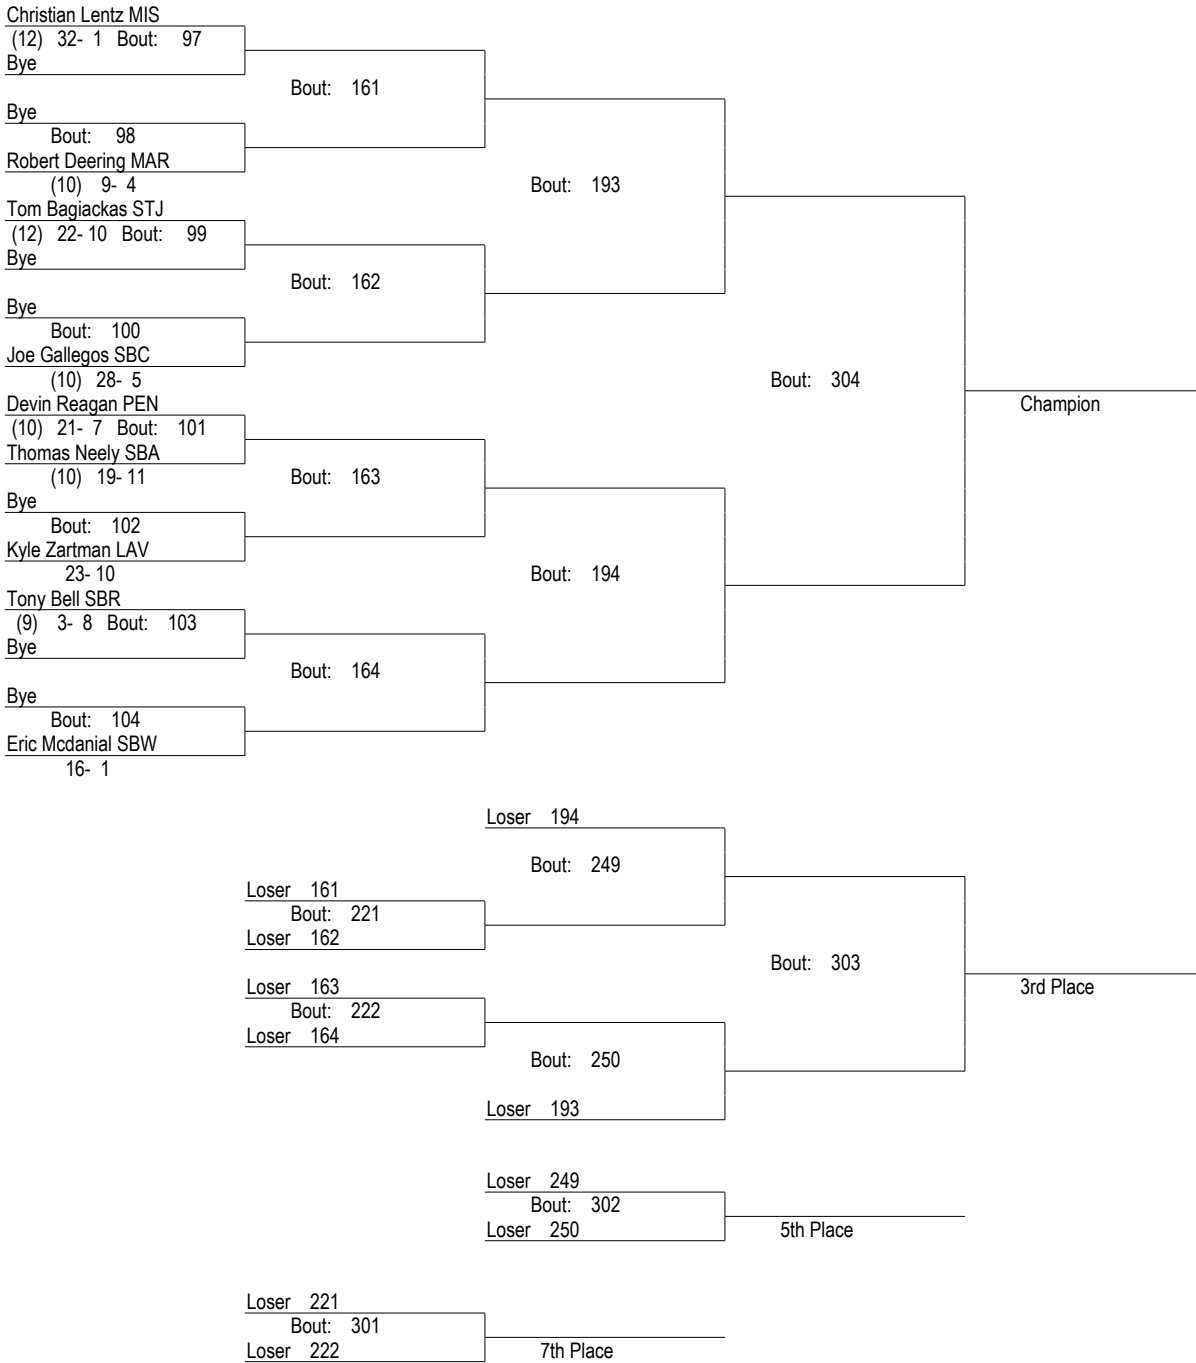 Christian Lentz MIS
(12) 32- 1 Bout: 97
Bye
Bout: 161
Bye
Bout: 98
Robert Deering MAR
(10) 9- 4
Bout: 193
Tom Bagiackas STJ
(12) 22- 10 Bout: 99
Bye
Bout: 162
Bye
Bout: 100
Joe Gallegos SBC
(10) 28- 5
Bout: 304
Devin Reagan PEN
Champion
(10) 21- 7 Bout: 101
Thomas Neely SBA
(10) 19- 11
Bout: 163
Bye
Bout: 102
Kyle Zartman LAV
23- 10
Bout: 194
Tony Bell SBR
(9) 3- 8 Bout: 103
Bye
Bout: 164
Bye
Bout: 104
Eric Mcdanial SBW
16- 1
Loser 194
Bout: 249
Loser 161
Bout: 221
Loser 162
Bout: 303
Loser 163
3rd Place
Bout: 222
Loser 164
Bout: 250
Loser 193
Loser 249
Bout: 302
Loser 250
5th Place
Loser 221
Bout: 301
Loser 222
7th Place